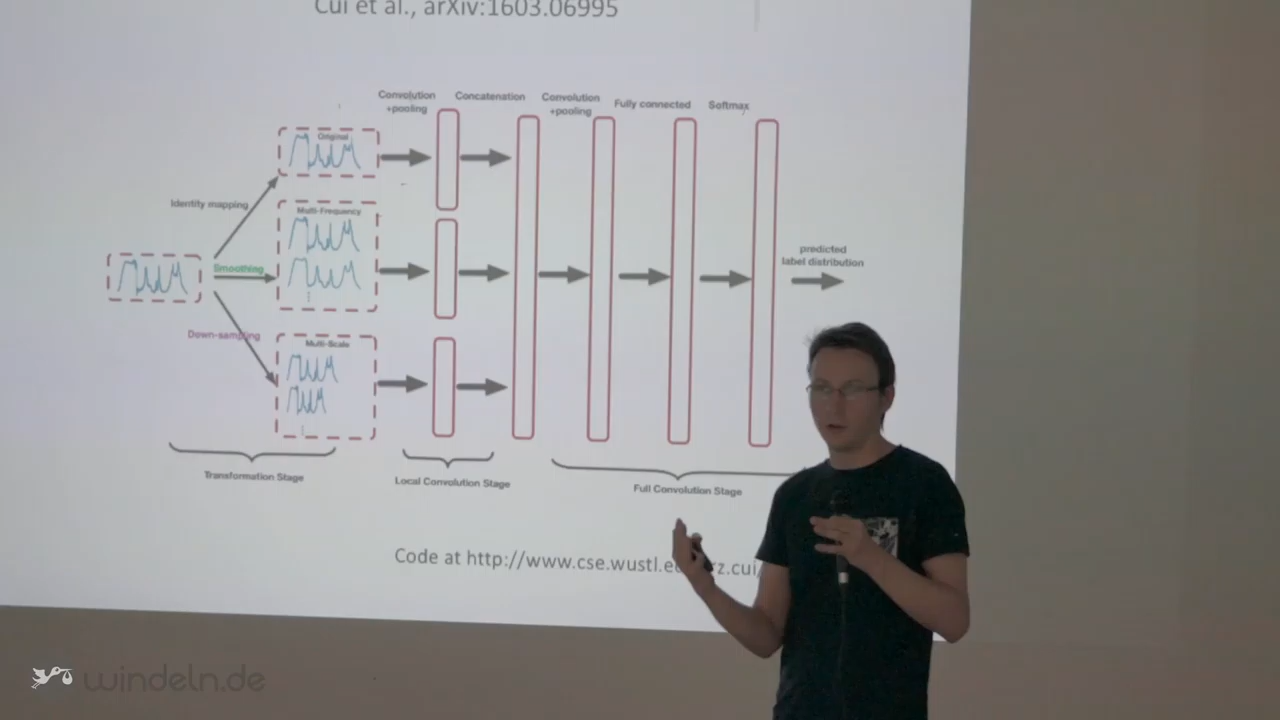 Cui et al., arXiv:1603.06995
Convolution
+pooling
Concatenation
Convolution
+pooling
Fully connected
Softmax
Original
Identity mapping
Multi-Frequency
Smoothing
predicted
label distribution
Down-sampling
Multi-Scale
Transformation Stage
Local Convolution Stage
Full Convolution Stage
Code at http://www.cse.wustl.e rz.cui/
windeln.de